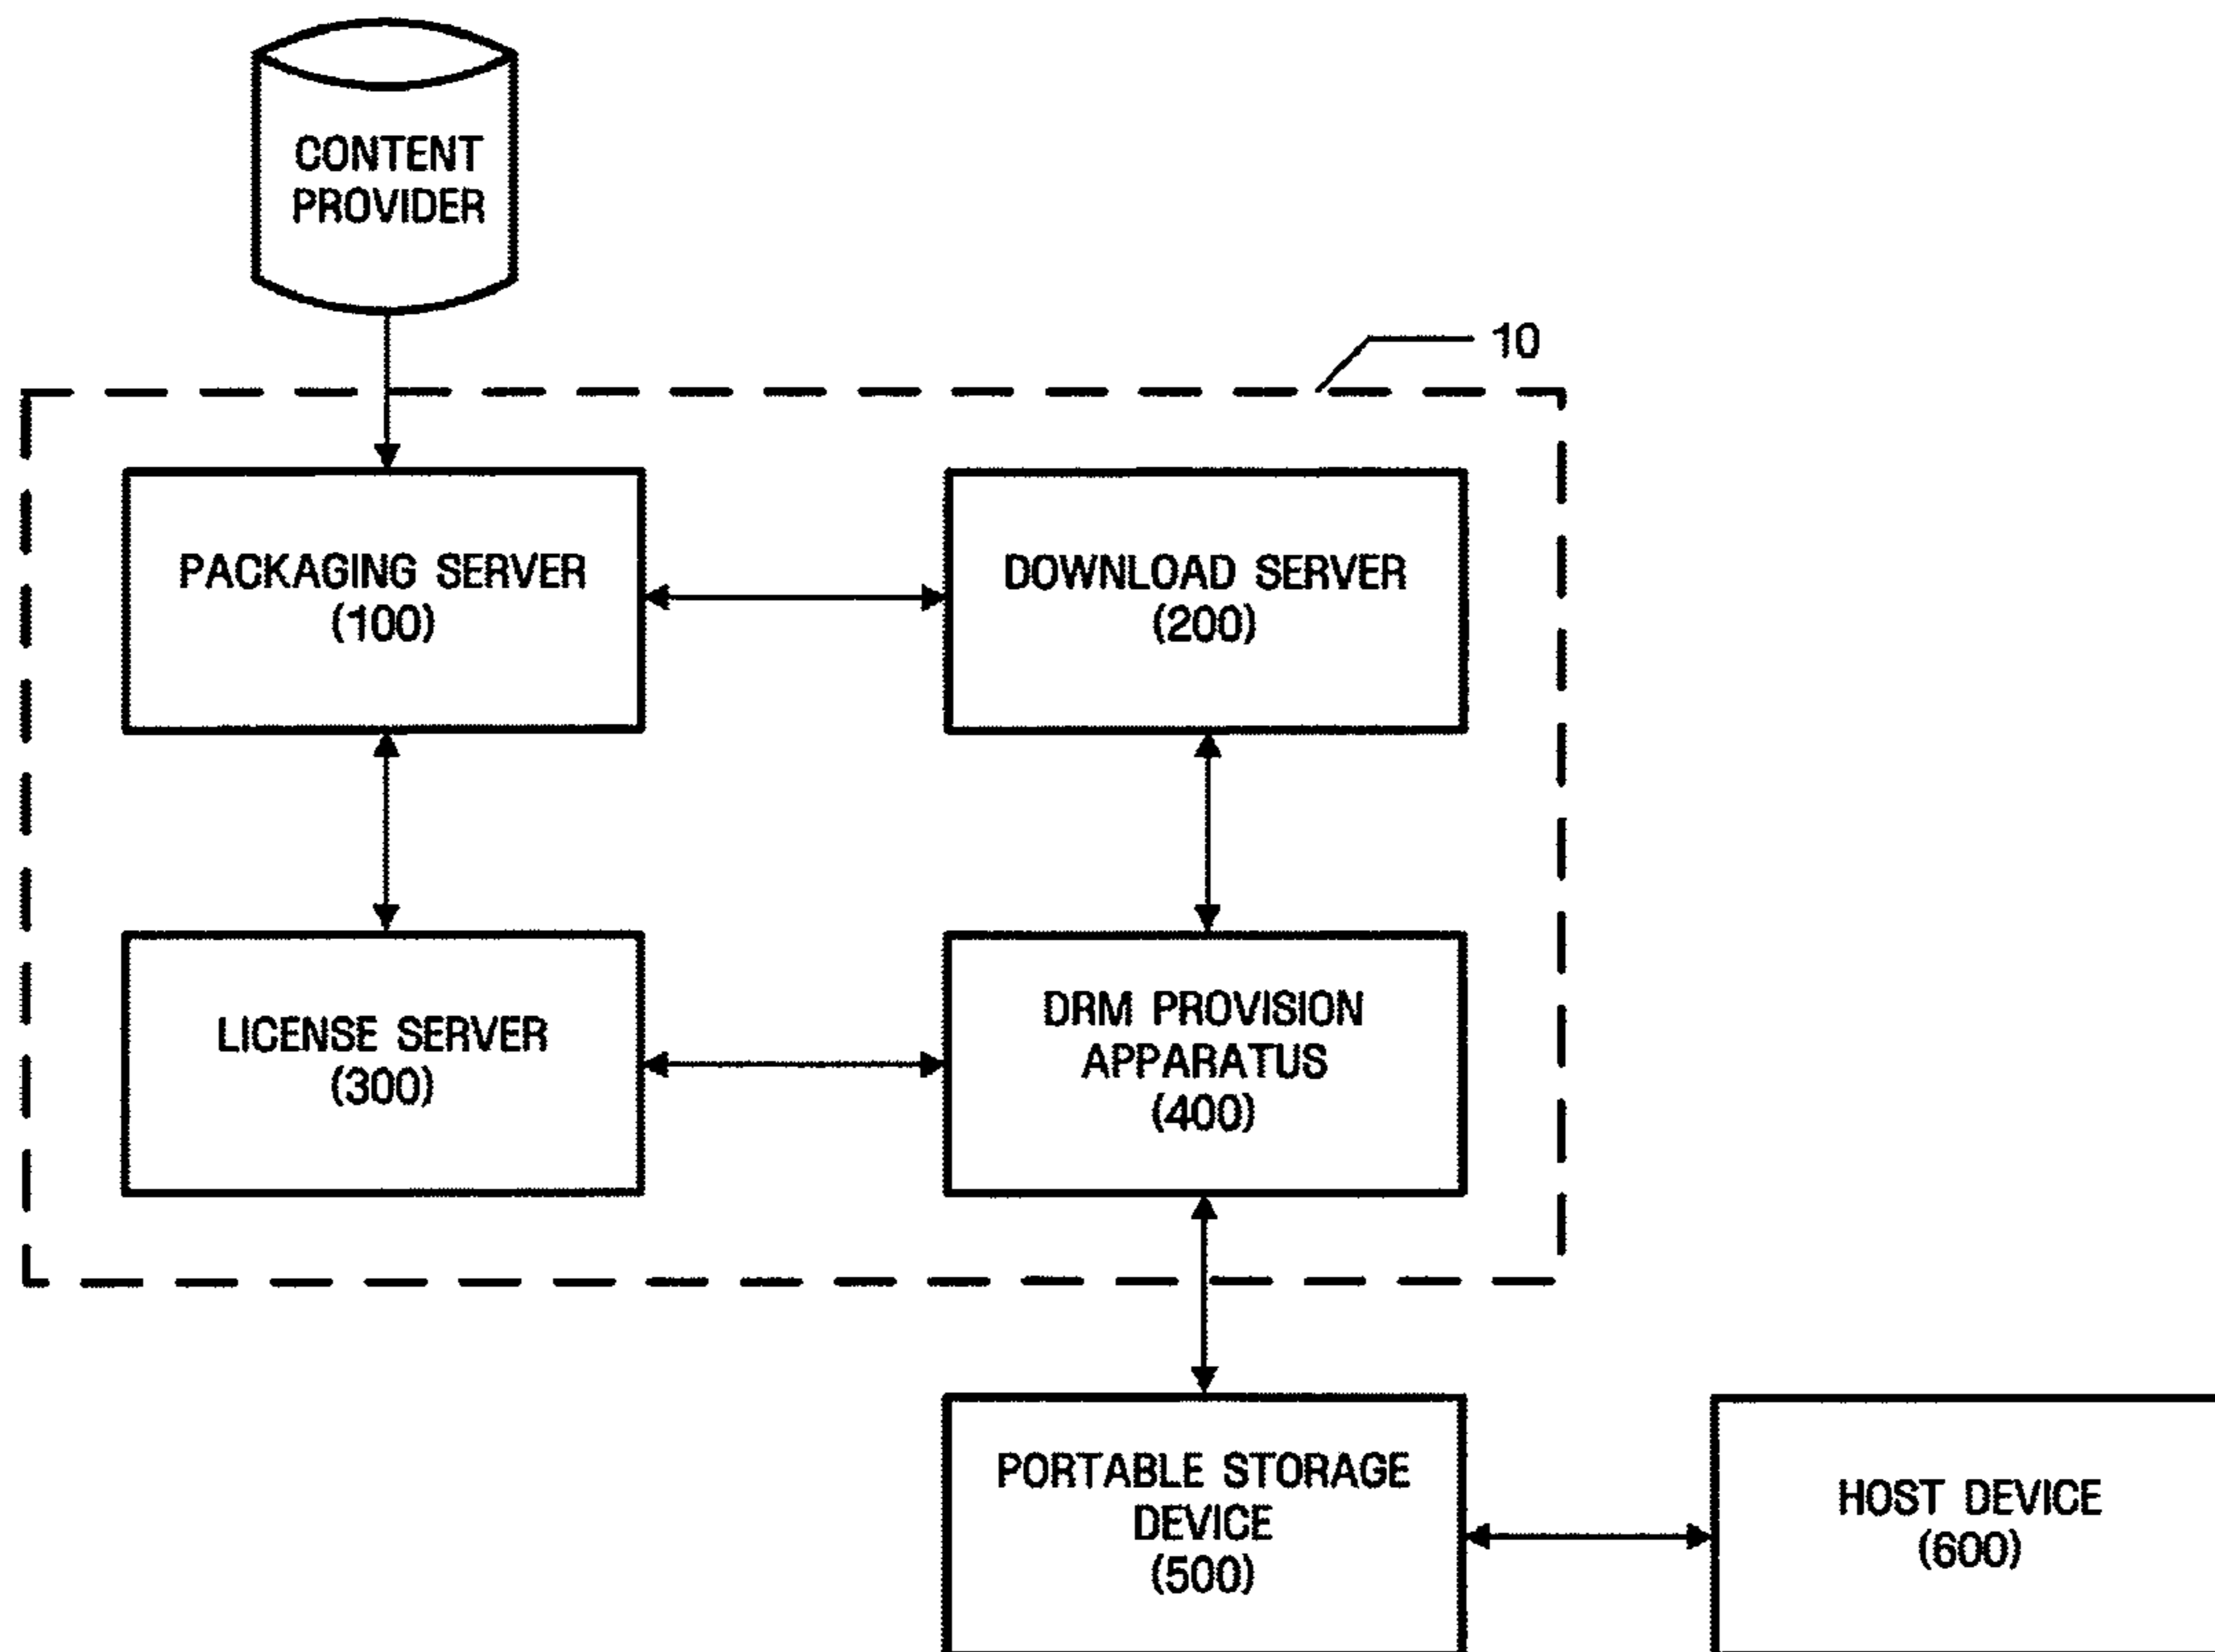 CONTENT
PROVIDER
10
PACKAGING SERVER
(100)
DOWNLOAD SERVER
(200)
LICENSE SERVER
(300)
DRM PROVISION
APPARATUS
(400)
PORTABLE STORAGE
DEVICE
(500)
HOST DEVICE
(600)